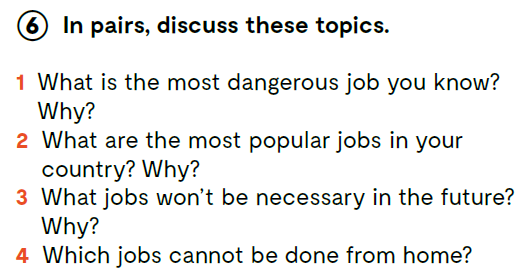 6 In pairs, discuss these topics.
1 What is the most dangerous job you know?
Why?
2 What are the most popular jobs in your
country? Why?
3 What jobs won't be necessary in the future?
Why?
4 Which jobs cannot be done from home?